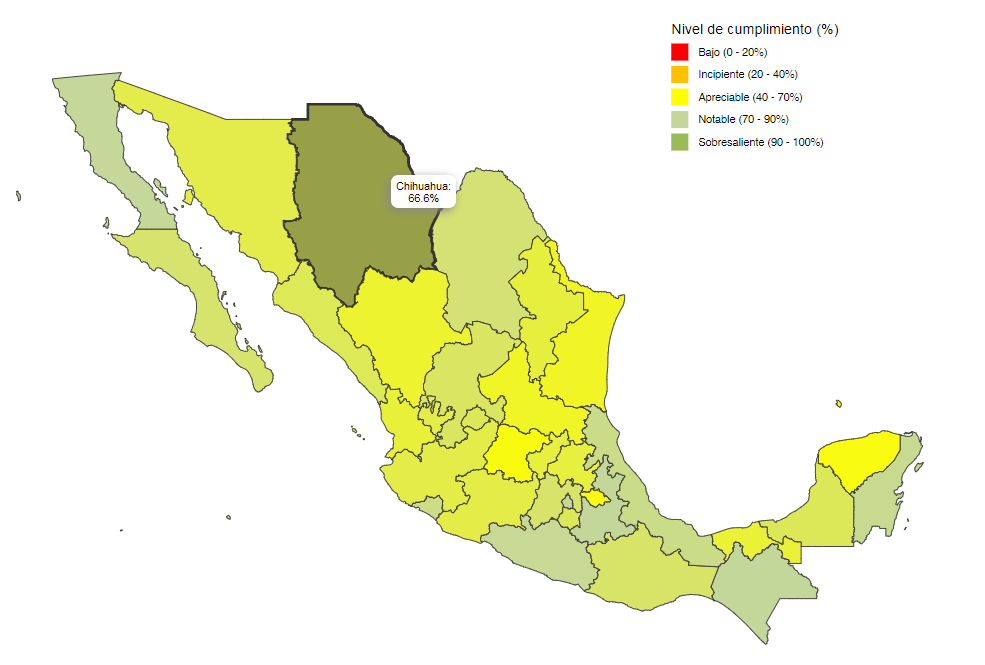 Nivel de cumplimiento (%)
Bajo (0 - 20%)
Incipiente (20 - 40%)
Apreciable (40 - 70%)
Notable (70 - 90%)
Sobresaliente (90 - 100%)
Chihuahua:
66.6%